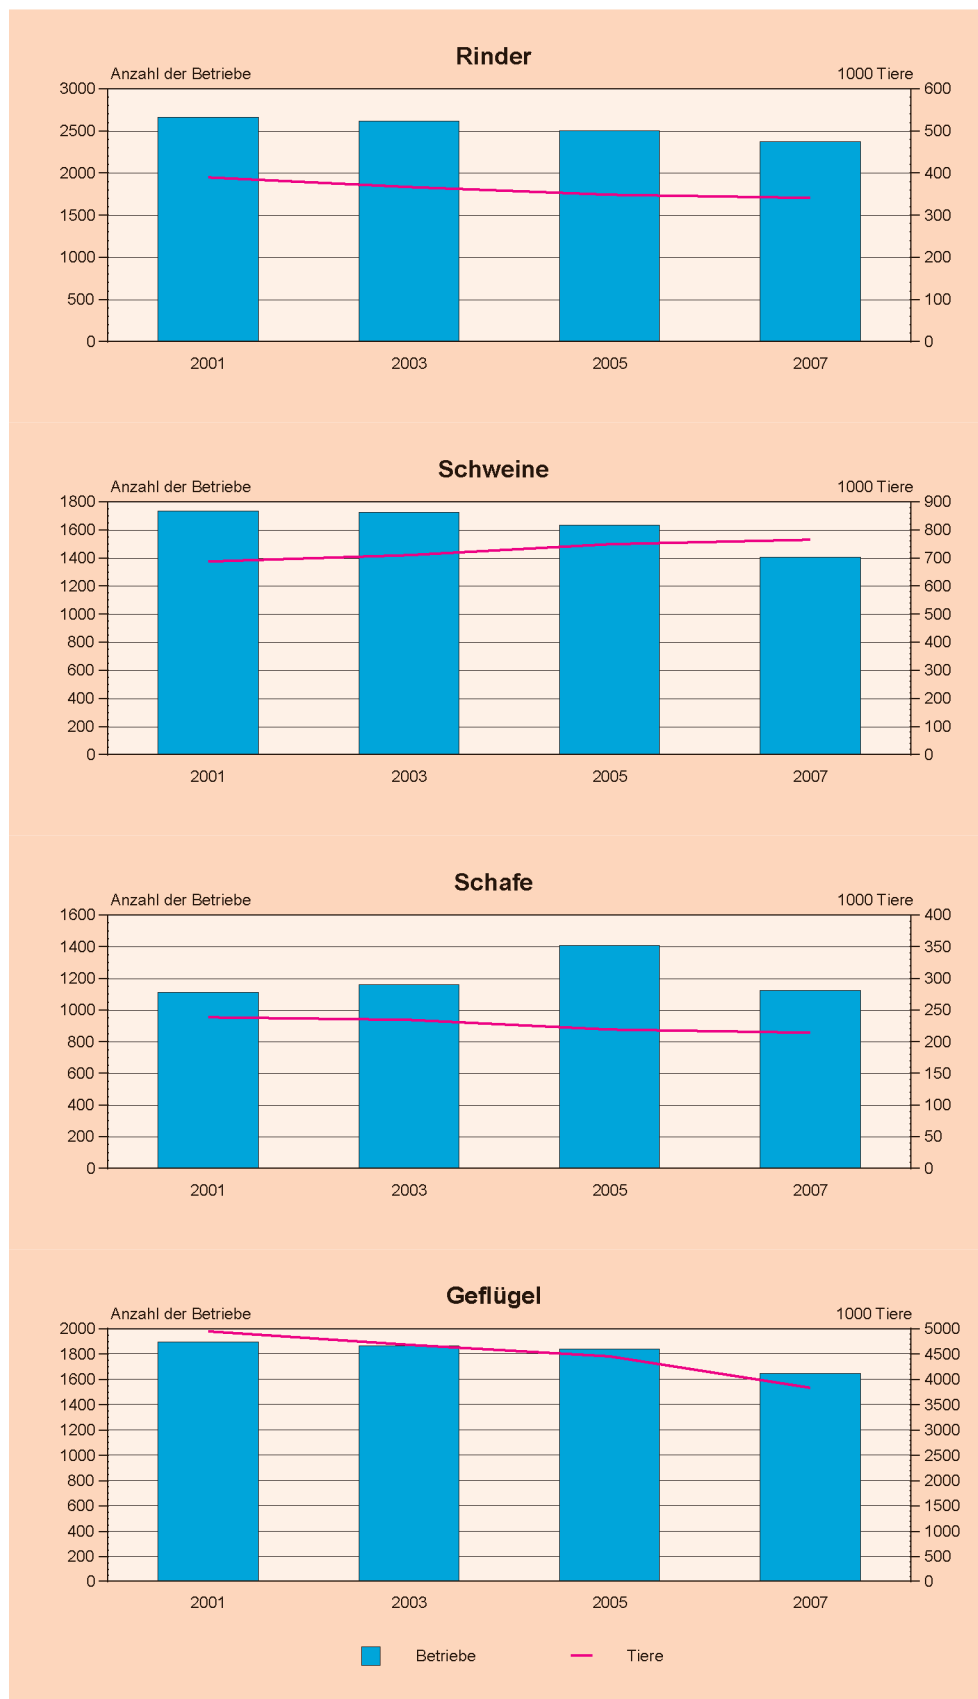 Rinder
Anzahl der Betriebe 1000 Tiere
3000 600
2500 500
2000 400
1500 300
1000 200
500 100
0 0
2001 2003 2005 2007
Schweine
Anzahl der Betriebe 1000 Tiere
1800 900
1600 800
1400 700
1200 600
1000 500
800 400
600 300
400 200
200 100
0 0
2001 2003 2005 2007
Schafe
Anzahl der Betriebe 1000 Tiere
1600 400
1400 350
1200 300
1000 250
800 200
600 150
400 100
200 50
0 0
2001 2003 2005 2007
Geflügel
Anzahl der Betriebe 1000 Tiere
2000 5000
1800 4500
1600 4000
1400 3500
1200 3000
1000 2500
800 2000
600 1500
400 1000
200 500
0 0
2001 2003 2005 2007
Betriebe Tiere